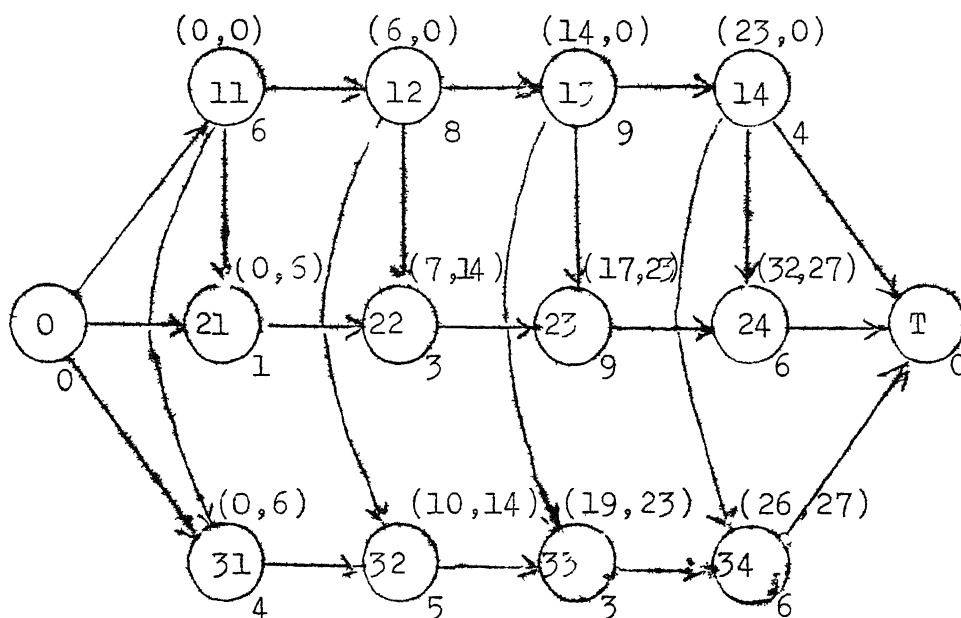 (0,0) (6,0) (14,0) (23,0)
11 12 13 14
6 8 9 4
(0,6) (7,14) (17,23) (32,27)
0 21 22 23 24 T
0 1 3 9 6 0
(0,6) (10,14) (19,23) (26,27)
31 32 33 34
4 5 3 6